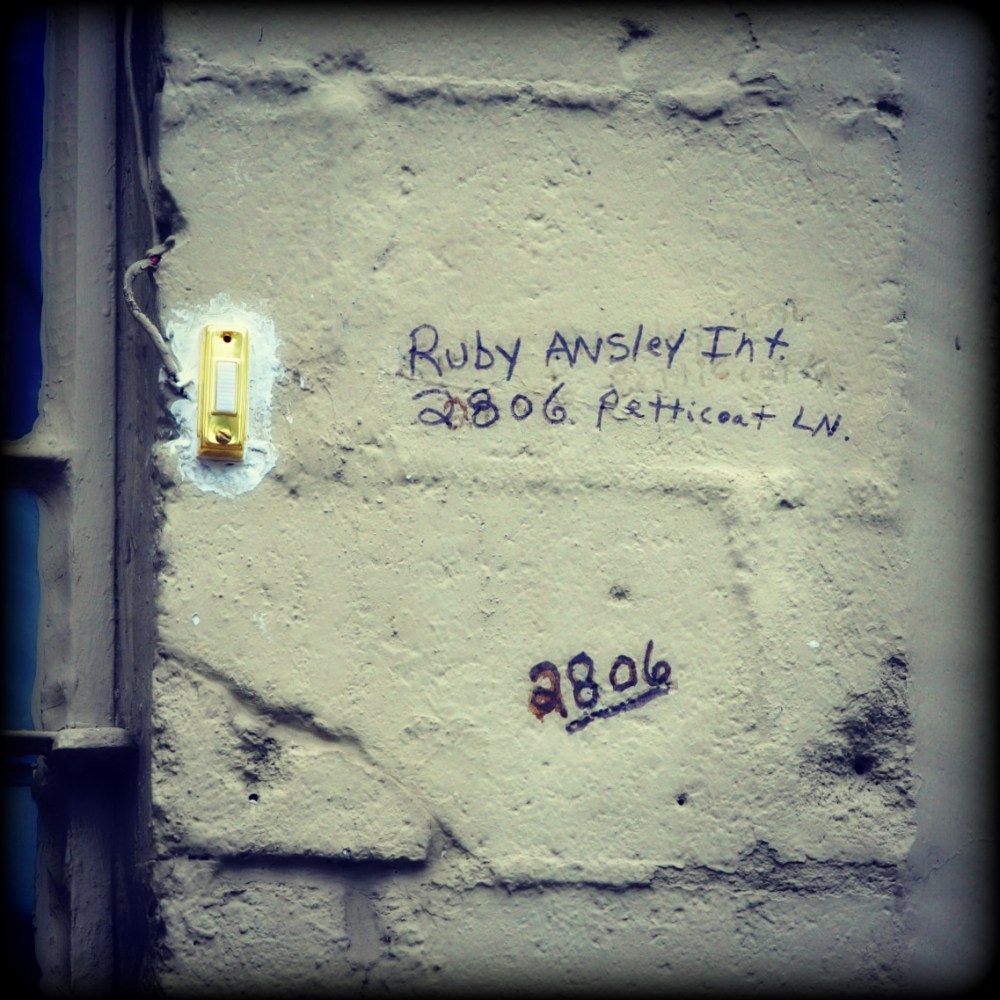 Ruby Ansley Int.
2806. Petticoat LN.
2806